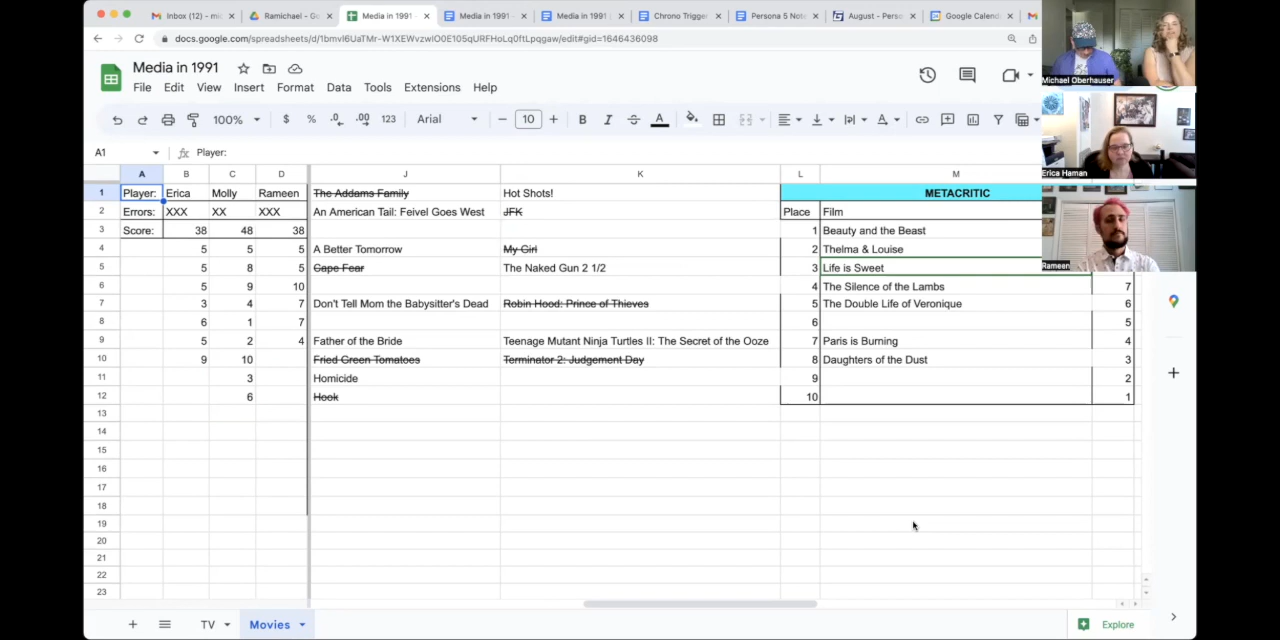 Inbox (12) - mi
Ramichael - Go
Media in 1991 -
Media in 1991 -
Media in 1991
Chrono Trigge
Persona 5 Note
August - Perso
Google Calend
docs.google.com/spreadsheets/d/1bmvl6UaTMr-W1XEWvzwlO0E105qURFHoLq0ftLpqgaw/edit#gid=1646436098
Media in 1991
File Edit View Insert Format Data Tools Extensions Help
100% $ % .0 .00 123 Arial 10 B I S A
A1 fx Player:
A B C D J K L M
1 Player: Erica Molly Rameen The Addams Family Hot Shots! METACRITIC
2 Errors: XXX XX XXX An American Tail: Feivel Goes West JFK Place Film
3 Score: 38 48 38 1 Beauty and the Beast
4 5 5 5 A Better Tomorrow My Girl 2 Thelma & Louise
5 5 8 5 Cape Fear The Naked Gun 2 1/2 3 Life is Sweet
6 5 9 10 4 The Silence of the Lambs 7
7 3 4 7 Don't Tell Mom the Babysitter's Dead Robin Hood: Prince of Thieves 5 The Double Life of Veronique 6
8 6 1 7 6 5
9 5 2 4 Father of the Bride Teenage Mutant Ninja Turtles II: The Secret of the Ooze 7 Paris is Burning 4
10 9 10 Fried Green Tomatoes Terminator 2: Judgement Day 8 Daughters of the Dust 3
11 3 Homicide 9 2
12 6 Hook 10 1
13
14
15
16
17
18
19
20
21
22
23
TV Movies Explore
Michael Oberhauser
Erica Haman
Rameen